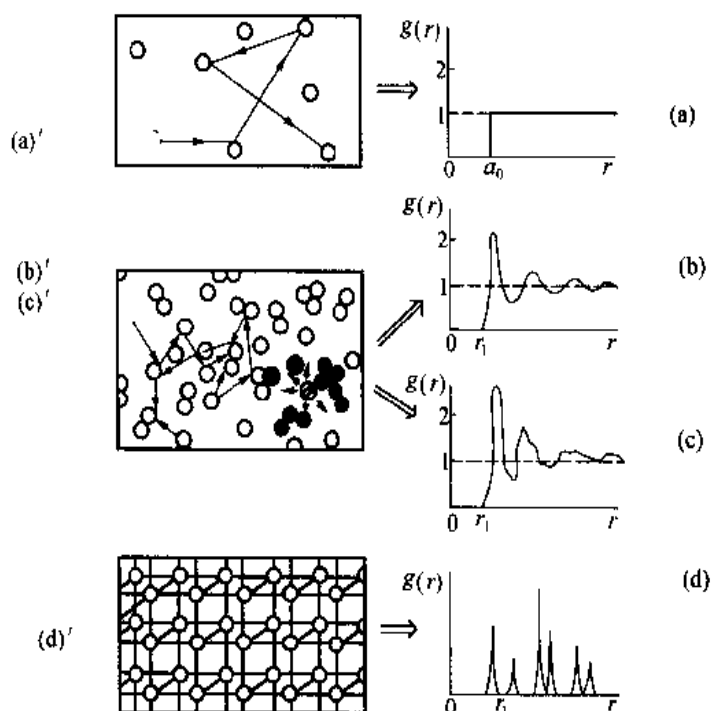 g(r)
2
1
0 a₀ r
(a)
(a)′
g(r)
2
1
0 r₁ r
(b)
(b)′
(c)′
g(r)
2
1
0 r₁ r
(c)
g(r)
0 r₁ r
(d)
(d)′